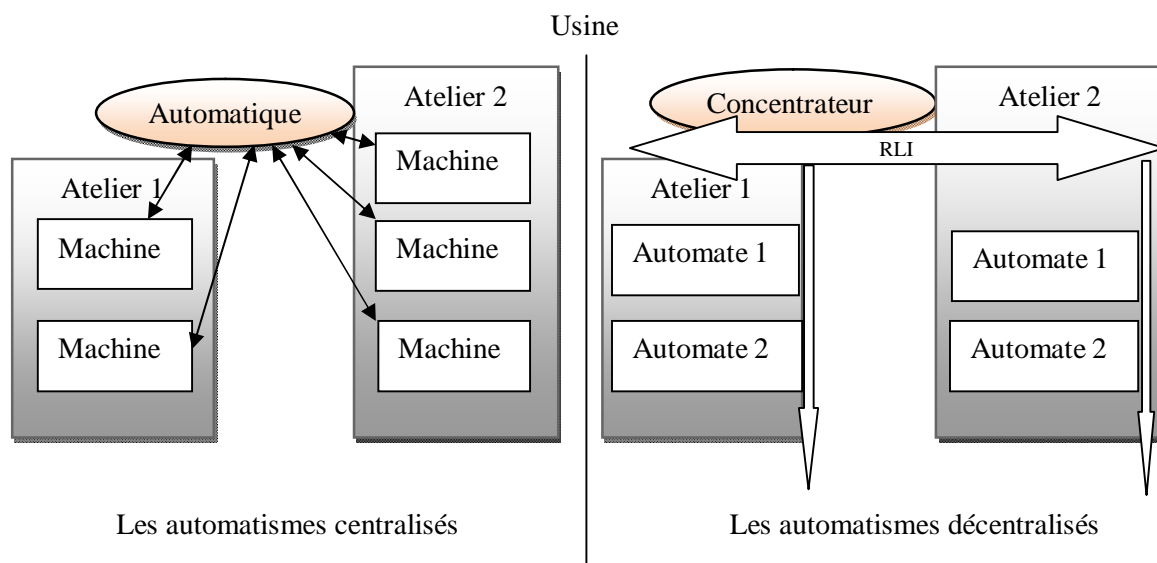 Usine
Automatique
Atelier 2
Machine
Atelier 1
Machine
Machine
Machine
Machine
Les automatismes centralisés
Concentrateur
Atelier 2
RLI
Atelier 1
Automate 1
Automate 1
Automate 2
Automate 2
Les automatismes décentralisés